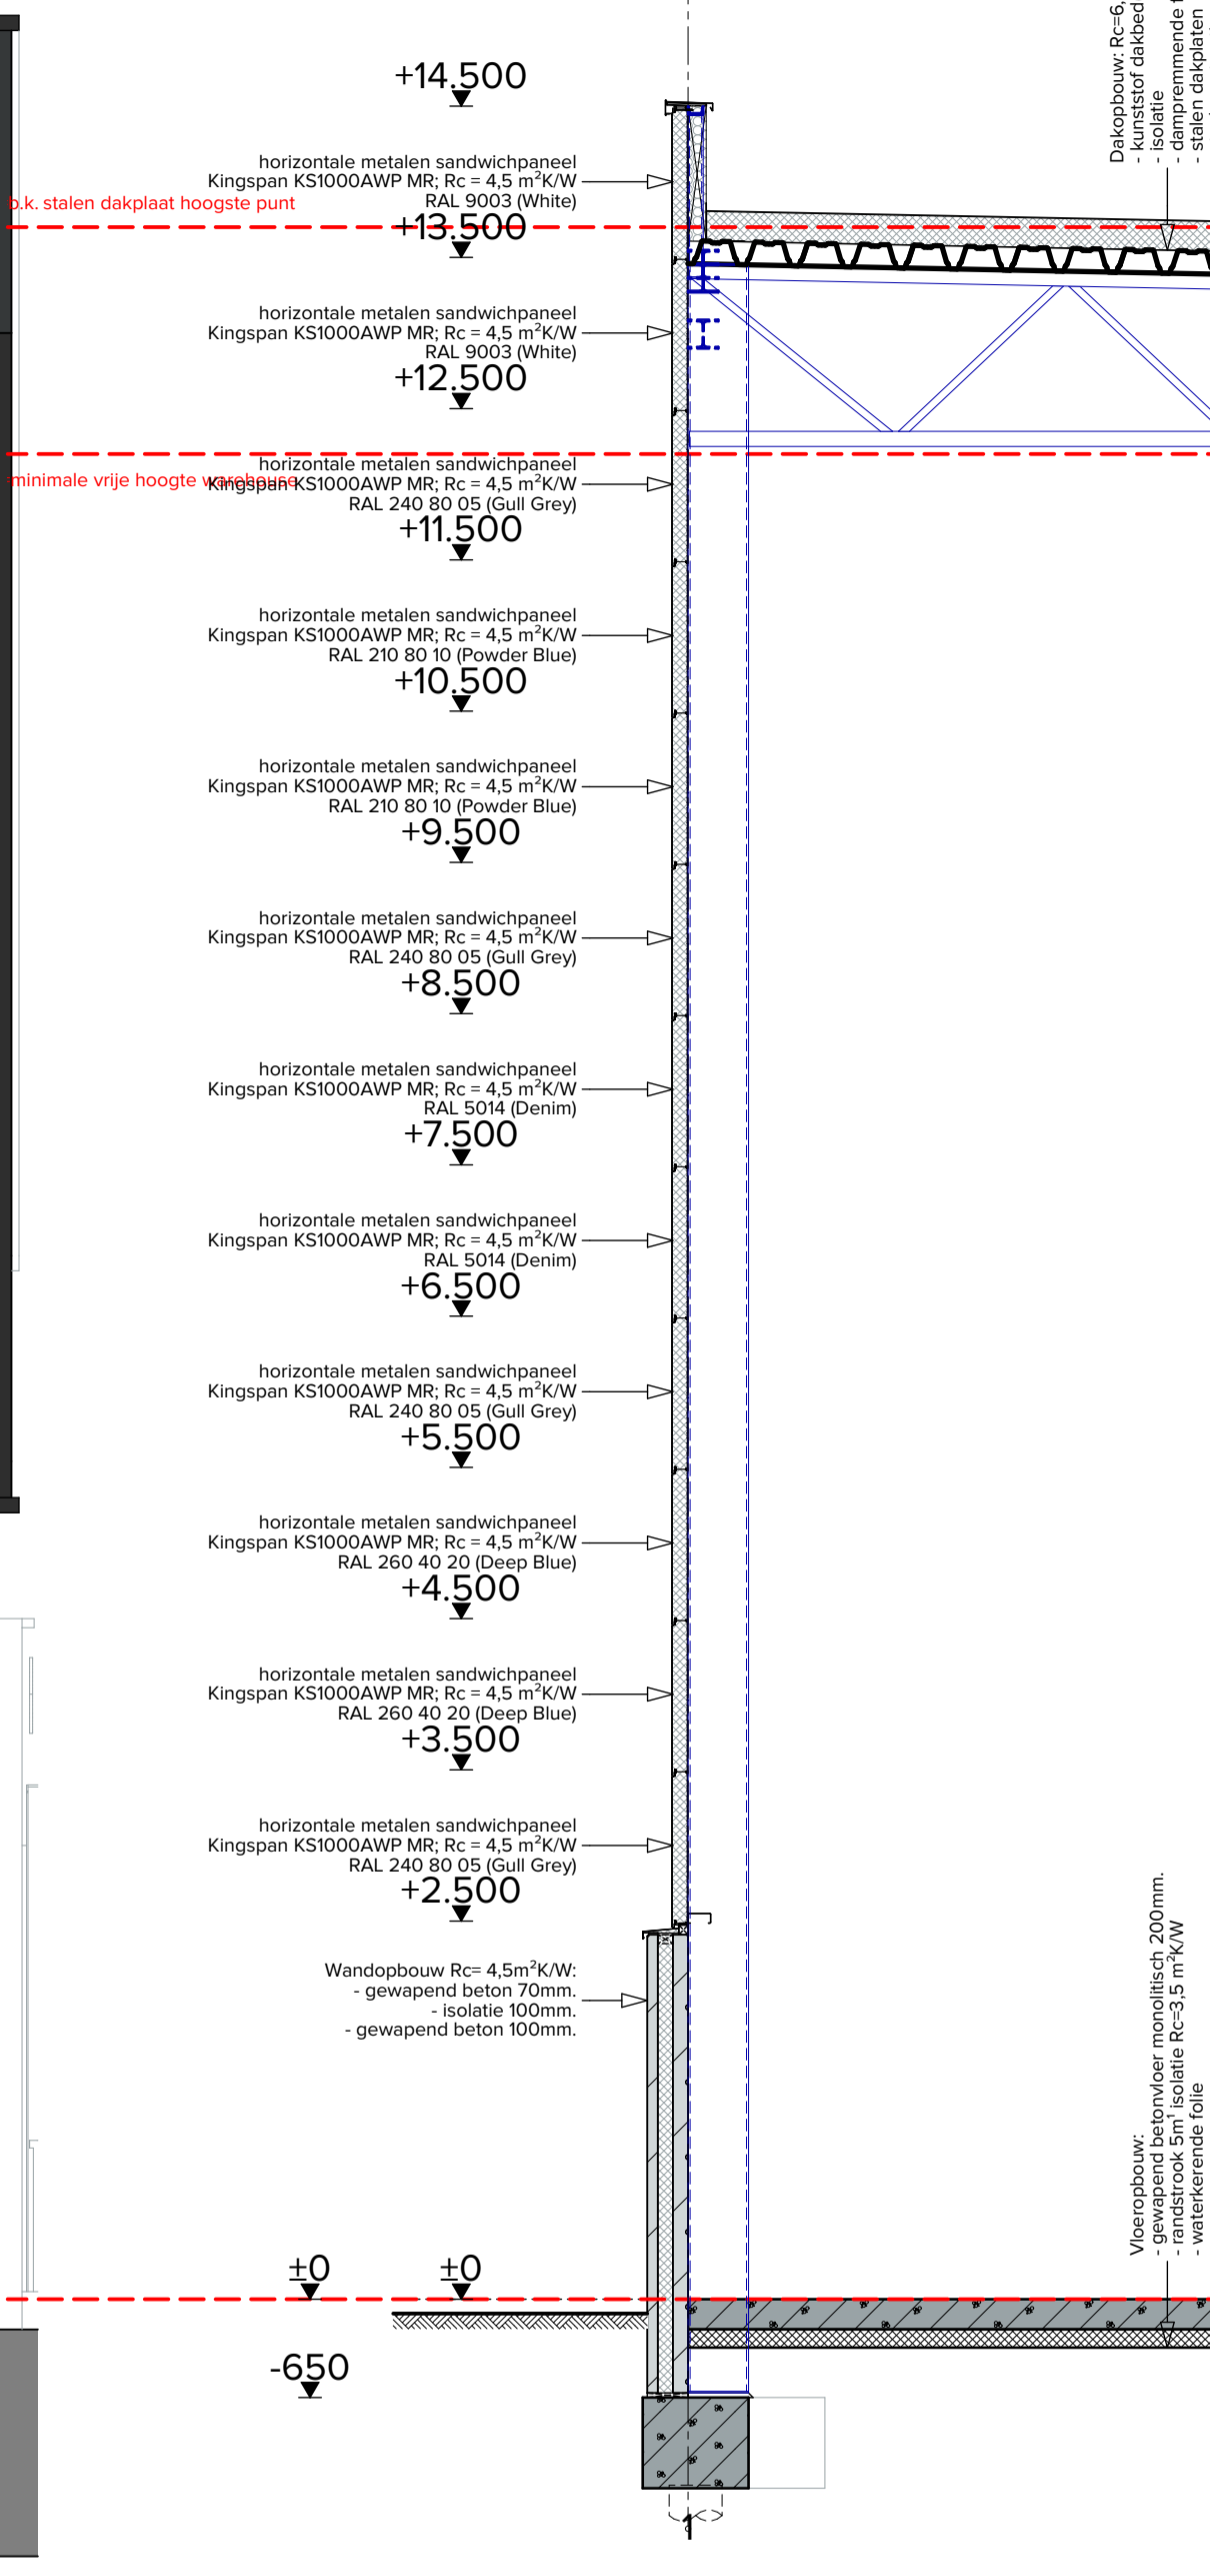 +14.500
horizontale metalen sandwichpaneel
Kingspan KS1000AWP MR; Rc = 4,5 m²K/W
RAL 9003 (White)
b.k. stalen dakplaat hoogste punt
+13.500
horizontale metalen sandwichpaneel
Kingspan KS1000AWP MR; Rc = 4,5 m²K/W
RAL 9003 (White)
+12.500
horizontale metalen sandwichpaneel
minimale vrije hoogte warehouse
Kingspan KS1000AWP MR; Rc = 4,5 m²K/W
RAL 240 80 05 (Gull Grey)
+11.500
horizontale metalen sandwichpaneel
Kingspan KS1000AWP MR; Rc = 4,5 m²K/W
RAL 210 80 10 (Powder Blue)
+10.500
horizontale metalen sandwichpaneel
Kingspan KS1000AWP MR; Rc = 4,5 m²K/W
RAL 210 80 10 (Powder Blue)
+9.500
horizontale metalen sandwichpaneel
Kingspan KS1000AWP MR; Rc = 4,5 m²K/W
RAL 240 80 05 (Gull Grey)
+8.500
horizontale metalen sandwichpaneel
Kingspan KS1000AWP MR; Rc = 4,5 m²K/W
RAL 5014 (Denim)
+7.500
horizontale metalen sandwichpaneel
Kingspan KS1000AWP MR; Rc = 4,5 m²K/W
RAL 5014 (Denim)
+6.500
horizontale metalen sandwichpaneel
Kingspan KS1000AWP MR; Rc = 4,5 m²K/W
RAL 240 80 05 (Gull Grey)
+5.500
horizontale metalen sandwichpaneel
Kingspan KS1000AWP MR; Rc = 4,5 m²K/W
RAL 260 40 20 (Deep Blue)
+4.500
horizontale metalen sandwichpaneel
Kingspan KS1000AWP MR; Rc = 4,5 m²K/W
RAL 260 40 20 (Deep Blue)
+3.500
horizontale metalen sandwichpaneel
Kingspan KS1000AWP MR; Rc = 4,5 m²K/W
RAL 240 80 05 (Gull Grey)
+2.500
Wandopbouw Rc= 4,5m²K/W:
- gewapend beton 70mm.
- isolatie 100mm.
- gewapend beton 100mm.
±0
±0
-650
1
Dakopbouw: Rc=6,
- kunststof dakbed
- isolatie
- dampremmende
- stalen dakplaten
Vloeropbouw:
- gewapend betonvloer monolitisch 200mm.
- randstrook 5m¹ isolatie Rc=3,5 m²K/W
- waterkerende folie